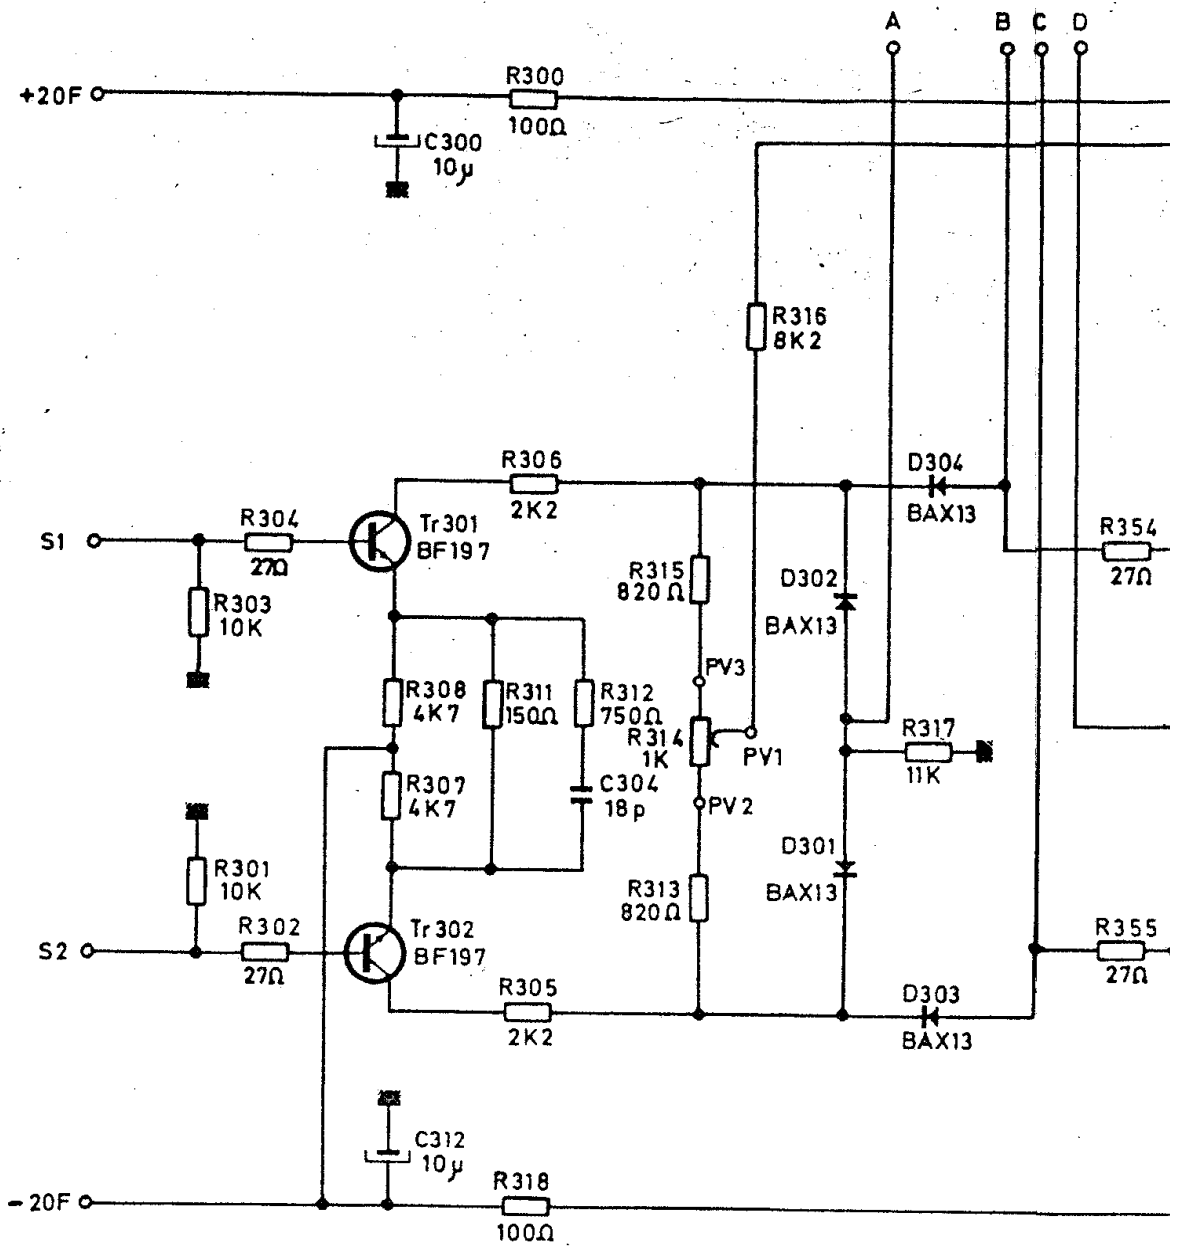 A
B C D
+20F
R300
100Ω
C300
10μ
R316
8K2
R306
2K2
D304
BAX13
S1
R304
27Ω
Tr301
BF197
R354
27Ω
R303
10K
R315
820Ω
D302
BAX13
PV3
R308
4K7
R311
150Ω
R312
750Ω
R314
1K
PV1
R317
11K
R307
4K7
C304
18p
PV2
R301
10K
D301
BAX13
R313
820Ω
S2
R302
27Ω
Tr302
BF197
R355
27Ω
R305
2K2
D303
BAX13
C312
10μ
-20F
R318
100Ω